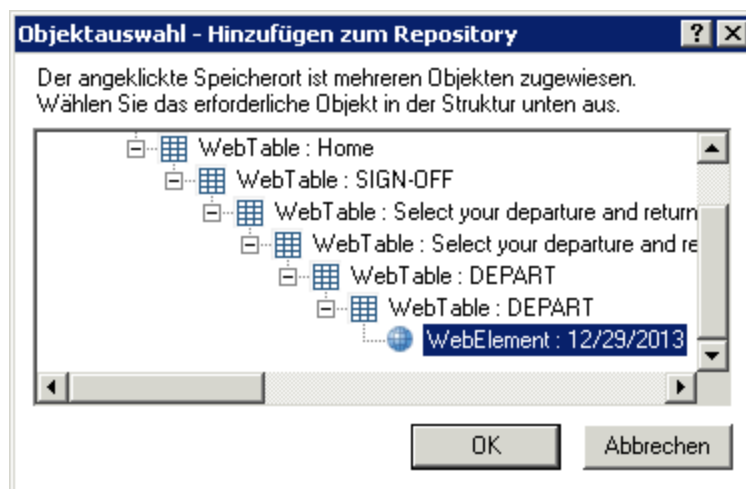 Objektauswahl - Hinzufügen zum Repository
Der angeklickte Speicherort ist mehreren Objekten zugewiesen.
Wählen Sie das erforderliche Objekt in der Struktur unten aus.
WebTable : Home
WebTable : SIGN-OFF
WebTable : Select your departure and return
WebTable : Select your departure and re
WebTable : DEPART
WebTable : DEPART
WebElement : 12/29/2013
OK Abbrechen